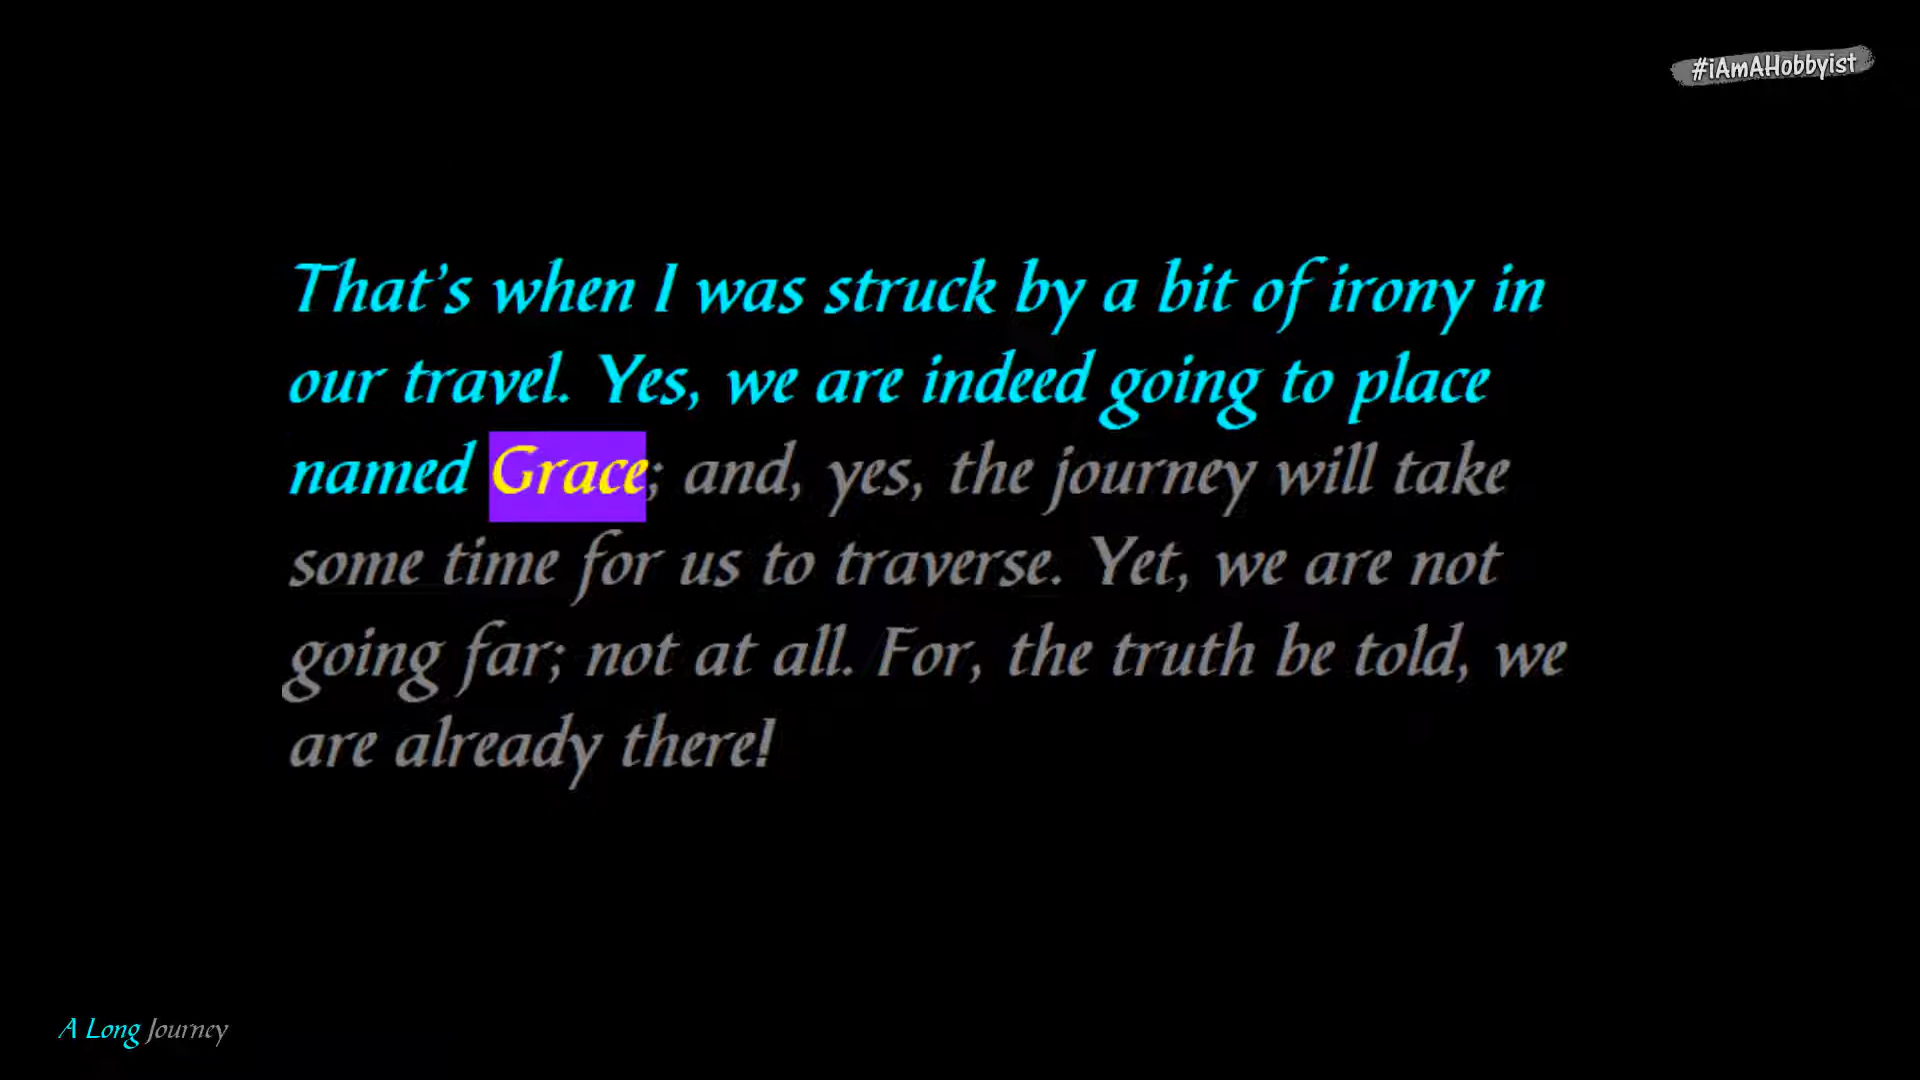 #iAmAHobbyist
That's when I was struck by a bit of irony in
our travel. Yes, we are indeed going to place
named Grace; and, yes, the journey will take
some time for us to traverse. Yet, we are not
going far; not at all. For, the truth be told, we
are already there!
A Long Journey